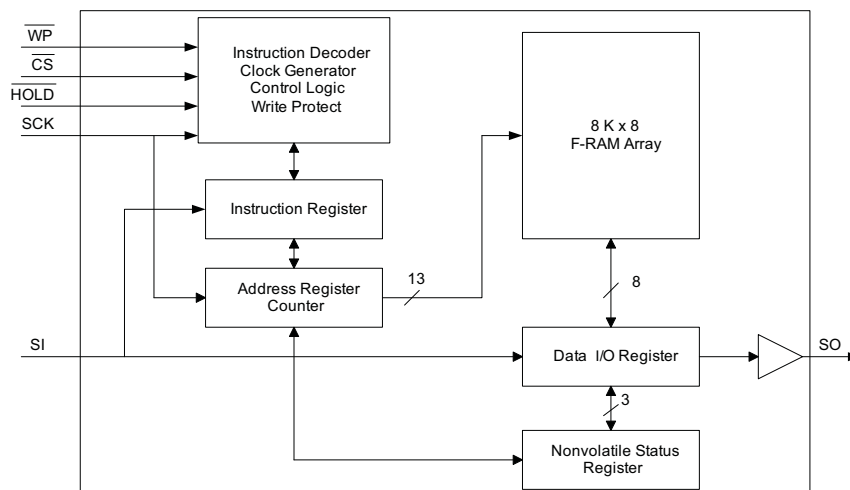 WP
CS
HOLD
SCK
Instruction Decoder
Clock Generator
Control Logic
Write Protect
8 K x 8
F-RAM Array
Instruction Register
Address Register
Counter
13
8
SI
Data I/O Register
SO
3
Nonvolatile Status
Register